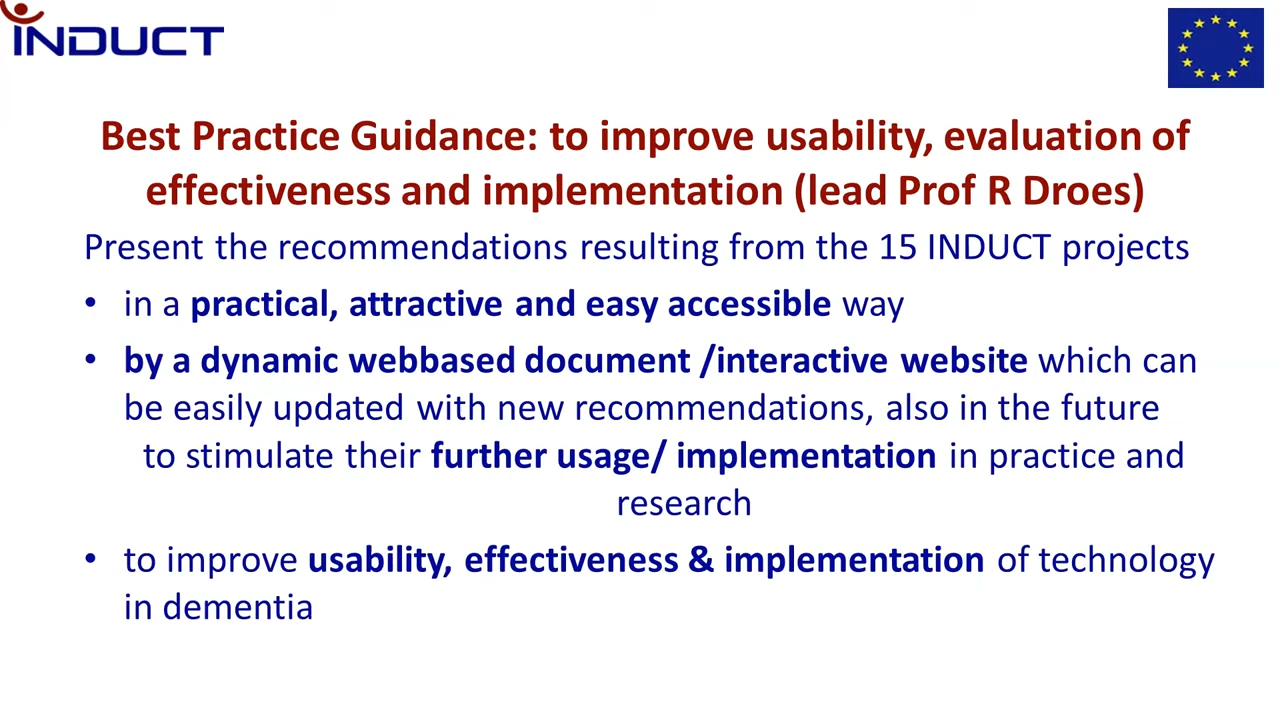 INDUCT
Best Practice Guidance: to improve usability, evaluation of
effectiveness and implementation (lead Prof R Droes)
Present the recommendations resulting from the 15 INDUCT projects
• in a practical, attractive and easy accessible way
• by a dynamic webbased document /interactive website which can
be easily updated with new recommendations, also in the future
to stimulate their further usage/ implementation in practice and
research
• to improve usability, effectiveness & implementation of technology
in dementia